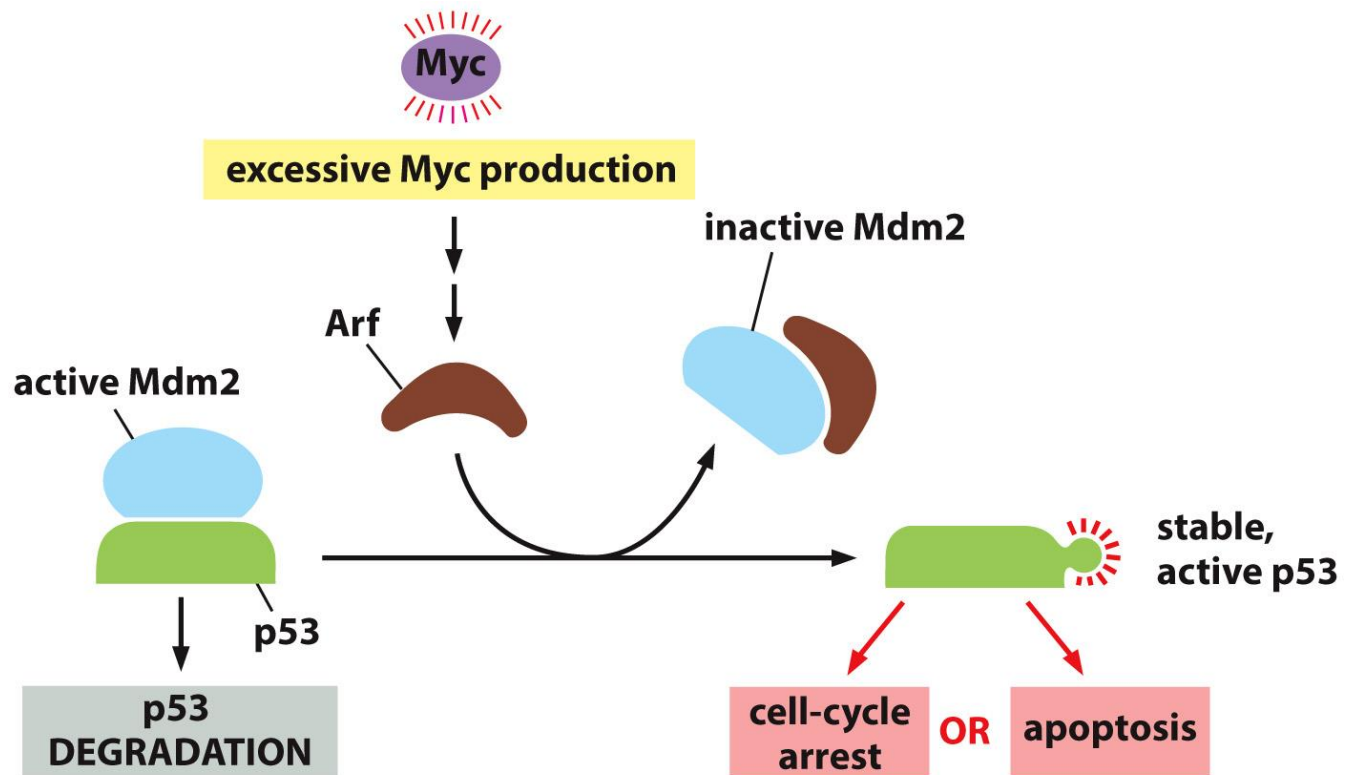 Myc
excessive Myc production
inactive Mdm2
Arf
active Mdm2
stable,
active p53
p53
p53
DEGRADATION
cell-cycle
arrest
OR
apoptosis